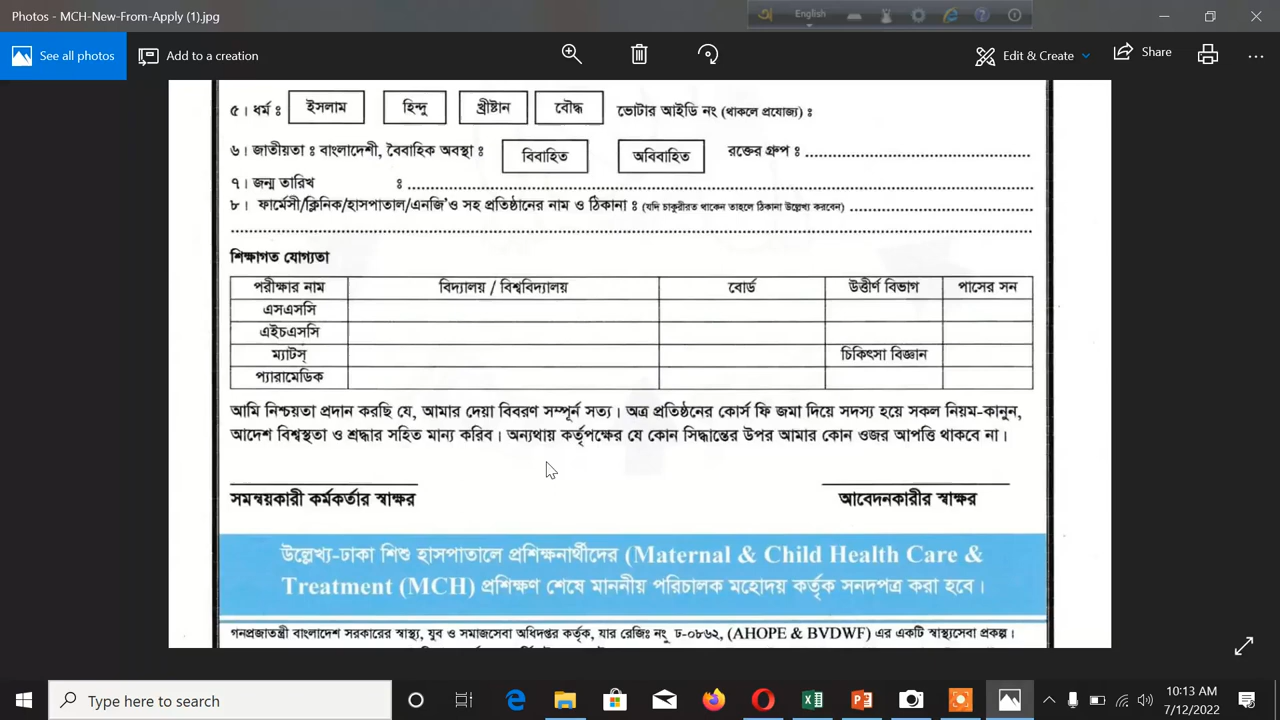 Photos - MCH-New-From-Apply (1).jpg
English
See all photos
Add to a creation
Edit & Create
Share
৫। ধর্ম ঃ ইসলাম হিন্দু খ্রীষ্টান বৌদ্ধ ভোটার আইডি নং (থাকলে প্রযোজ্য) ঃ
৬। জাতীয়তা ঃ বাংলাদেশী, বৈবাহিক অবস্থা ঃ বিবাহিত অবিবাহিত রক্তের গ্রুপ ঃ
৭। জন্ম তারিখ ঃ
৮। ফার্মেসী/ক্লিনিক/হাসপাতাল/এনজি'ও সহ প্রতিষ্ঠানের নাম ও ঠিকানা ঃ (যদি চাকুরীরত থাকেন তাহলে ঠিকানা উল্লেখ করবেন)
শিক্ষাগত যোগ্যতা
পরীক্ষার নাম বিদ্যালয় / বিশ্ববিদ্যালয় বোর্ড উত্তীর্ণ বিভাগ পাসের সন
এসএসসি
এইচএসসি
ম্যাটস্ চিকিৎসা বিজ্ঞান
প্যারামেডিক
আমি নিশ্চয়তা প্রদান করছি যে, আমার দেয়া বিবরণ সম্পূর্ন সত্য। অত্র প্রতিষ্ঠনের কোর্স ফি জমা দিয়ে সদস্য হয়ে সকল নিয়ম-কানুন,
আদেশ বিশ্বস্থতা ও শ্রদ্ধার সহিত মান্য করিব। অন্যথায় কর্তৃপক্ষের যে কোন সিদ্ধান্তের উপর আমার কোন ওজর আপত্তি থাকবে না।
সমন্বয়কারী কর্মকর্তার স্বাক্ষর আবেদনকারীর স্বাক্ষর
উল্লেখ্য-ঢাকা শিশু হাসপাতালে প্রশিক্ষনার্থীদের (Maternal & Child Health Care &
Treatment (MCH) প্রশিক্ষণ শেষে মাননীয় পরিচালক মহোদয় কর্তৃক সনদপত্র করা হবে।
গনপ্রজাতন্ত্রী বাংলাদেশ সরকারের স্বাস্থ্য, যুব ও সমাজসেবা অধিদপ্তর কর্তৃক, যার রেজিঃ নং ঢ-০৮৬২, (AHOPE & BVDWF) এর একটি স্বাস্থ্যসেবা প্রকল্প।
Type here to search
10:13 AM
7/12/2022